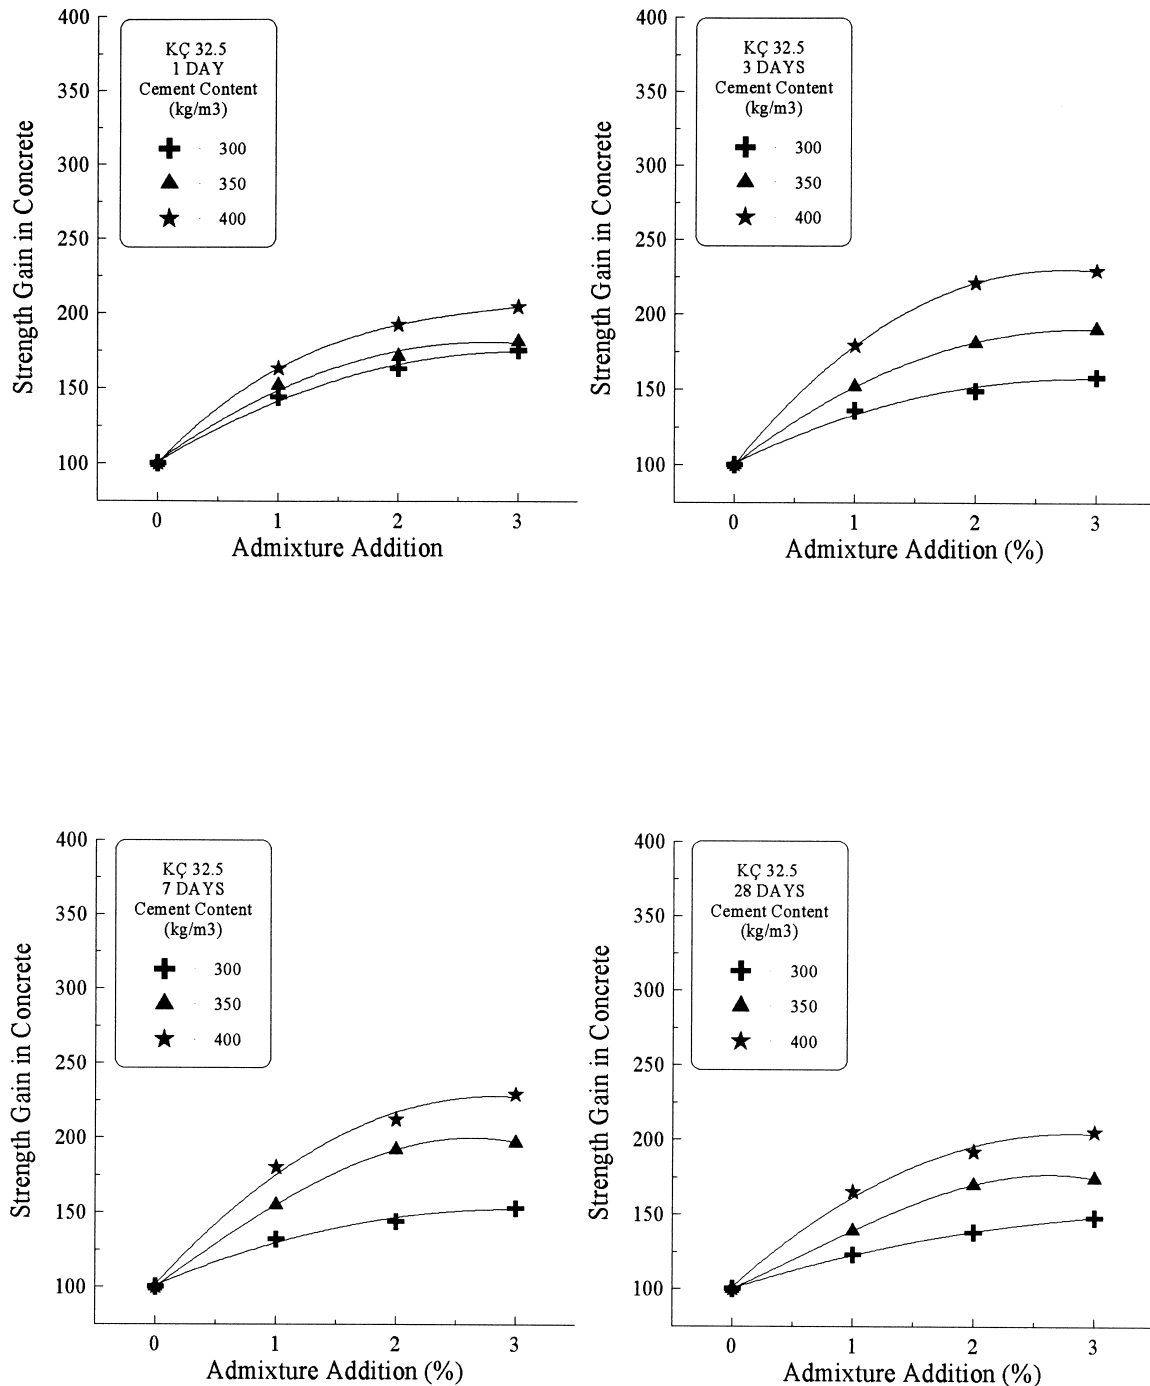 400
350
300
250
200
150
100
Strength Gain in Concrete
KÇ 32.5
1 DAY
Cement Content
(kg/m3)
300
350
400
0 1 2 3
Admixture Addition
400
350
300
250
200
150
100
Strength Gain in Concrete
KÇ 32.5
3 DAYS
Cement Content
(kg/m3)
300
350
400
0 1 2 3
Admixture Addition (%)
400
350
300
250
200
150
100
Strength Gain in Concrete
KÇ 32.5
7 DAYS
Cement Content
(kg/m3)
300
350
400
0 1 2 3
Admixture Addition (%)
400
350
300
250
200
150
100
Strength Gain in Concrete
KÇ 32.5
28 DAYS
Cement Content
(kg/m3)
300
350
400
0 1 2 3
Admixture Addition (%)